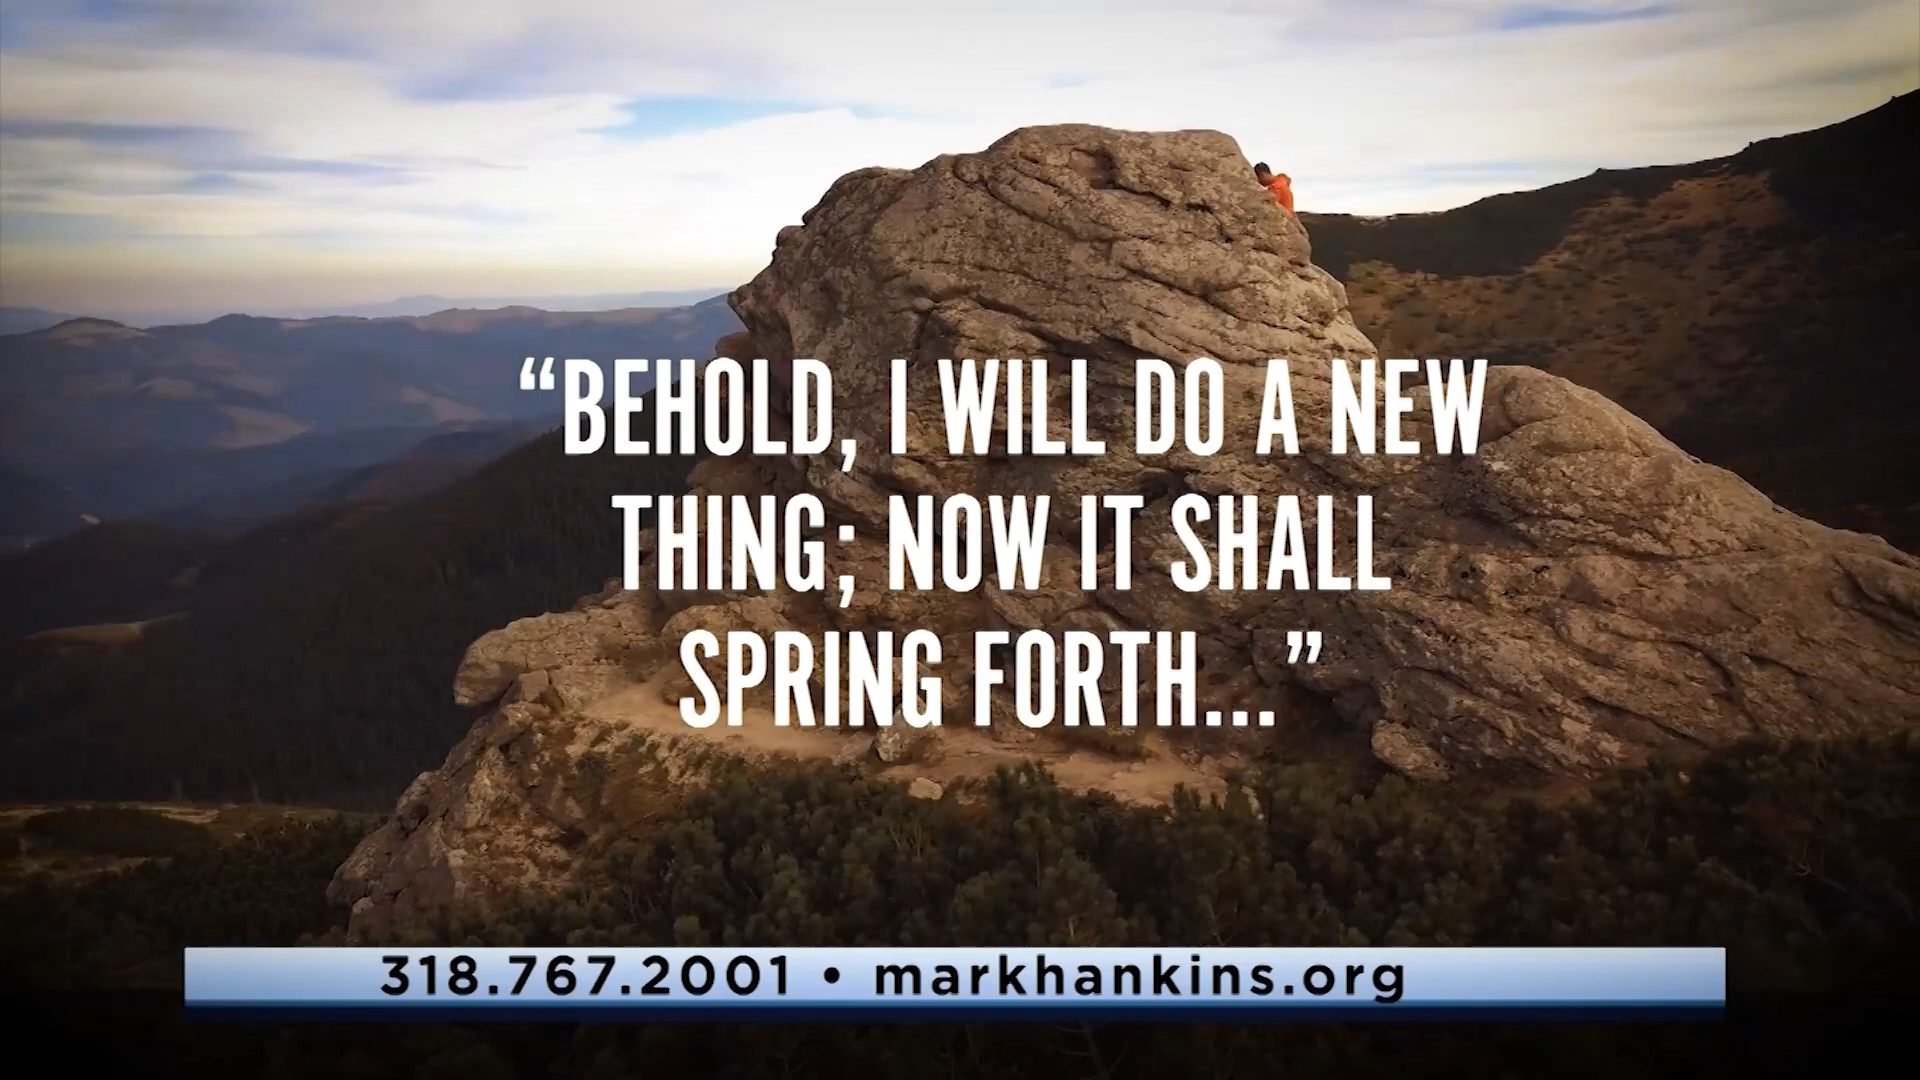 “BEHOLD, I WILL DO A NEW
THING; NOW IT SHALL
SPRING FORTH...”
318.767.2001 • markhankins.org